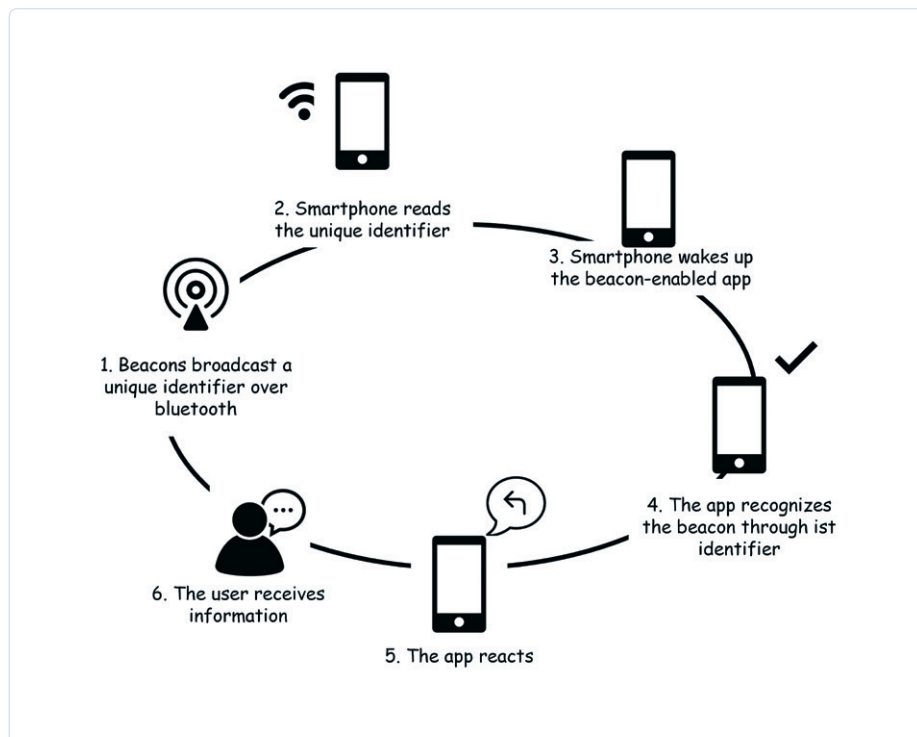 1. Beacons broadcast a
unique identifier over
bluetooth
2. Smartphone reads
the unique identifier
3. Smartphone wakes up
the beacon-enabled app
4. The app recognizes
the beacon through ist
identifier
5. The app reacts
6. The user receives
information